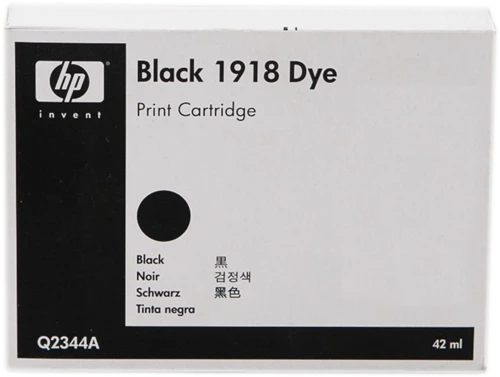 hp
invent
Black 1918 Dye
Print Cartridge
Black 黒
Noir 검정색
Schwarz 黑色
Tinta negra
Q2344A 42 ml